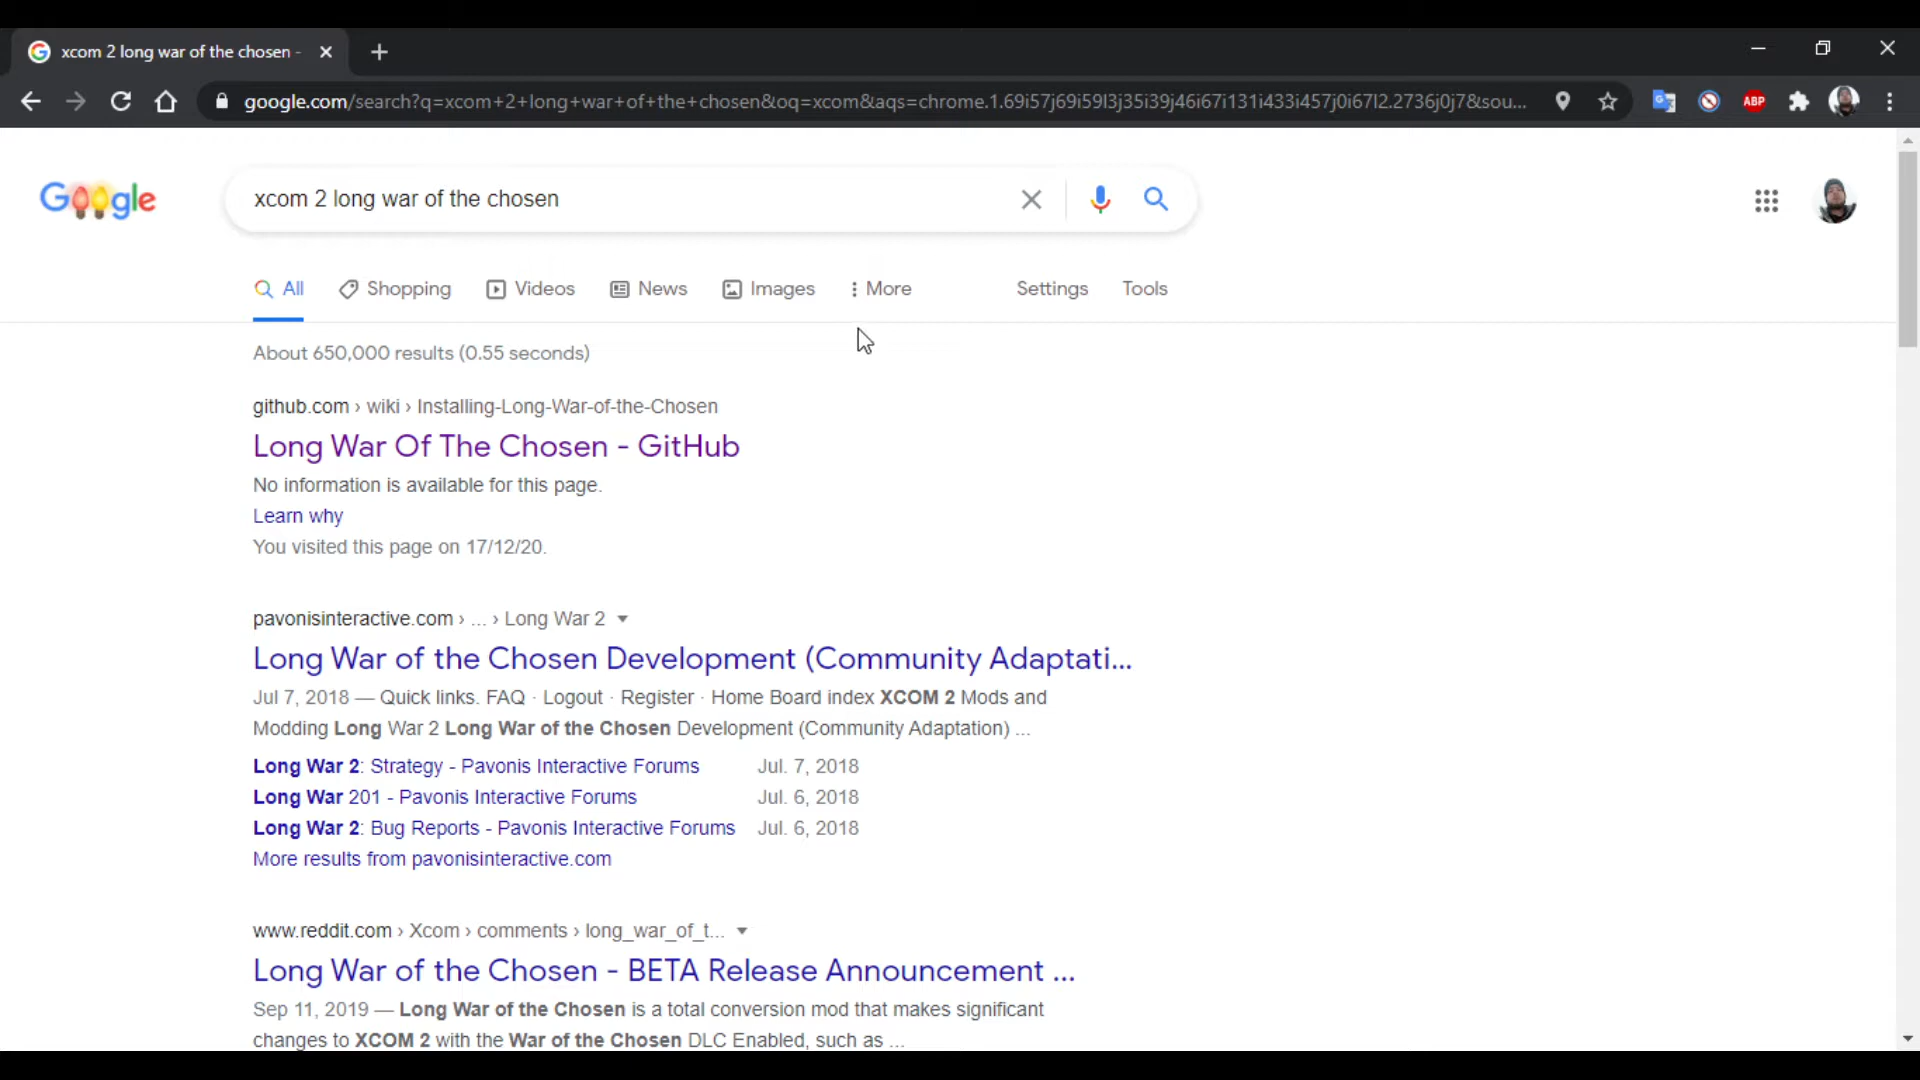 xcom 2 long war of the chosen -
google.com/search?q=xcom+2+long+war+of+the+chosen&oq=xcom&aqs=chrome.1.69i57j69i59l3j35i39j46i67i131i433i457j0i67l2.2736j0j7&sou...
ABP
Google
xcom 2 long war of the chosen
All Shopping Videos News Images More Settings Tools
About 650,000 results (0.55 seconds)
github.com › wiki › Installing-Long-War-of-the-Chosen
Long War Of The Chosen - GitHub
No information is available for this page.
Learn why
You visited this page on 17/12/20.
pavonisinteractive.com › ... › Long War 2
Long War of the Chosen Development (Community Adaptati...
Jul 7, 2018 — Quick links. FAQ · Logout · Register · Home Board index XCOM 2 Mods and
Modding Long War 2 Long War of the Chosen Development (Community Adaptation) ...
Long War 2: Strategy - Pavonis Interactive Forums Jul. 7, 2018
Long War 201 - Pavonis Interactive Forums Jul. 6, 2018
Long War 2: Bug Reports - Pavonis Interactive Forums Jul. 6, 2018
More results from pavonisinteractive.com
www.reddit.com › Xcom › comments › long_war_of_t...
Long War of the Chosen - BETA Release Announcement ...
Sep 11, 2019 — Long War of the Chosen is a total conversion mod that makes significant
changes to XCOM 2 with the War of the Chosen DLC Enabled, such as ...